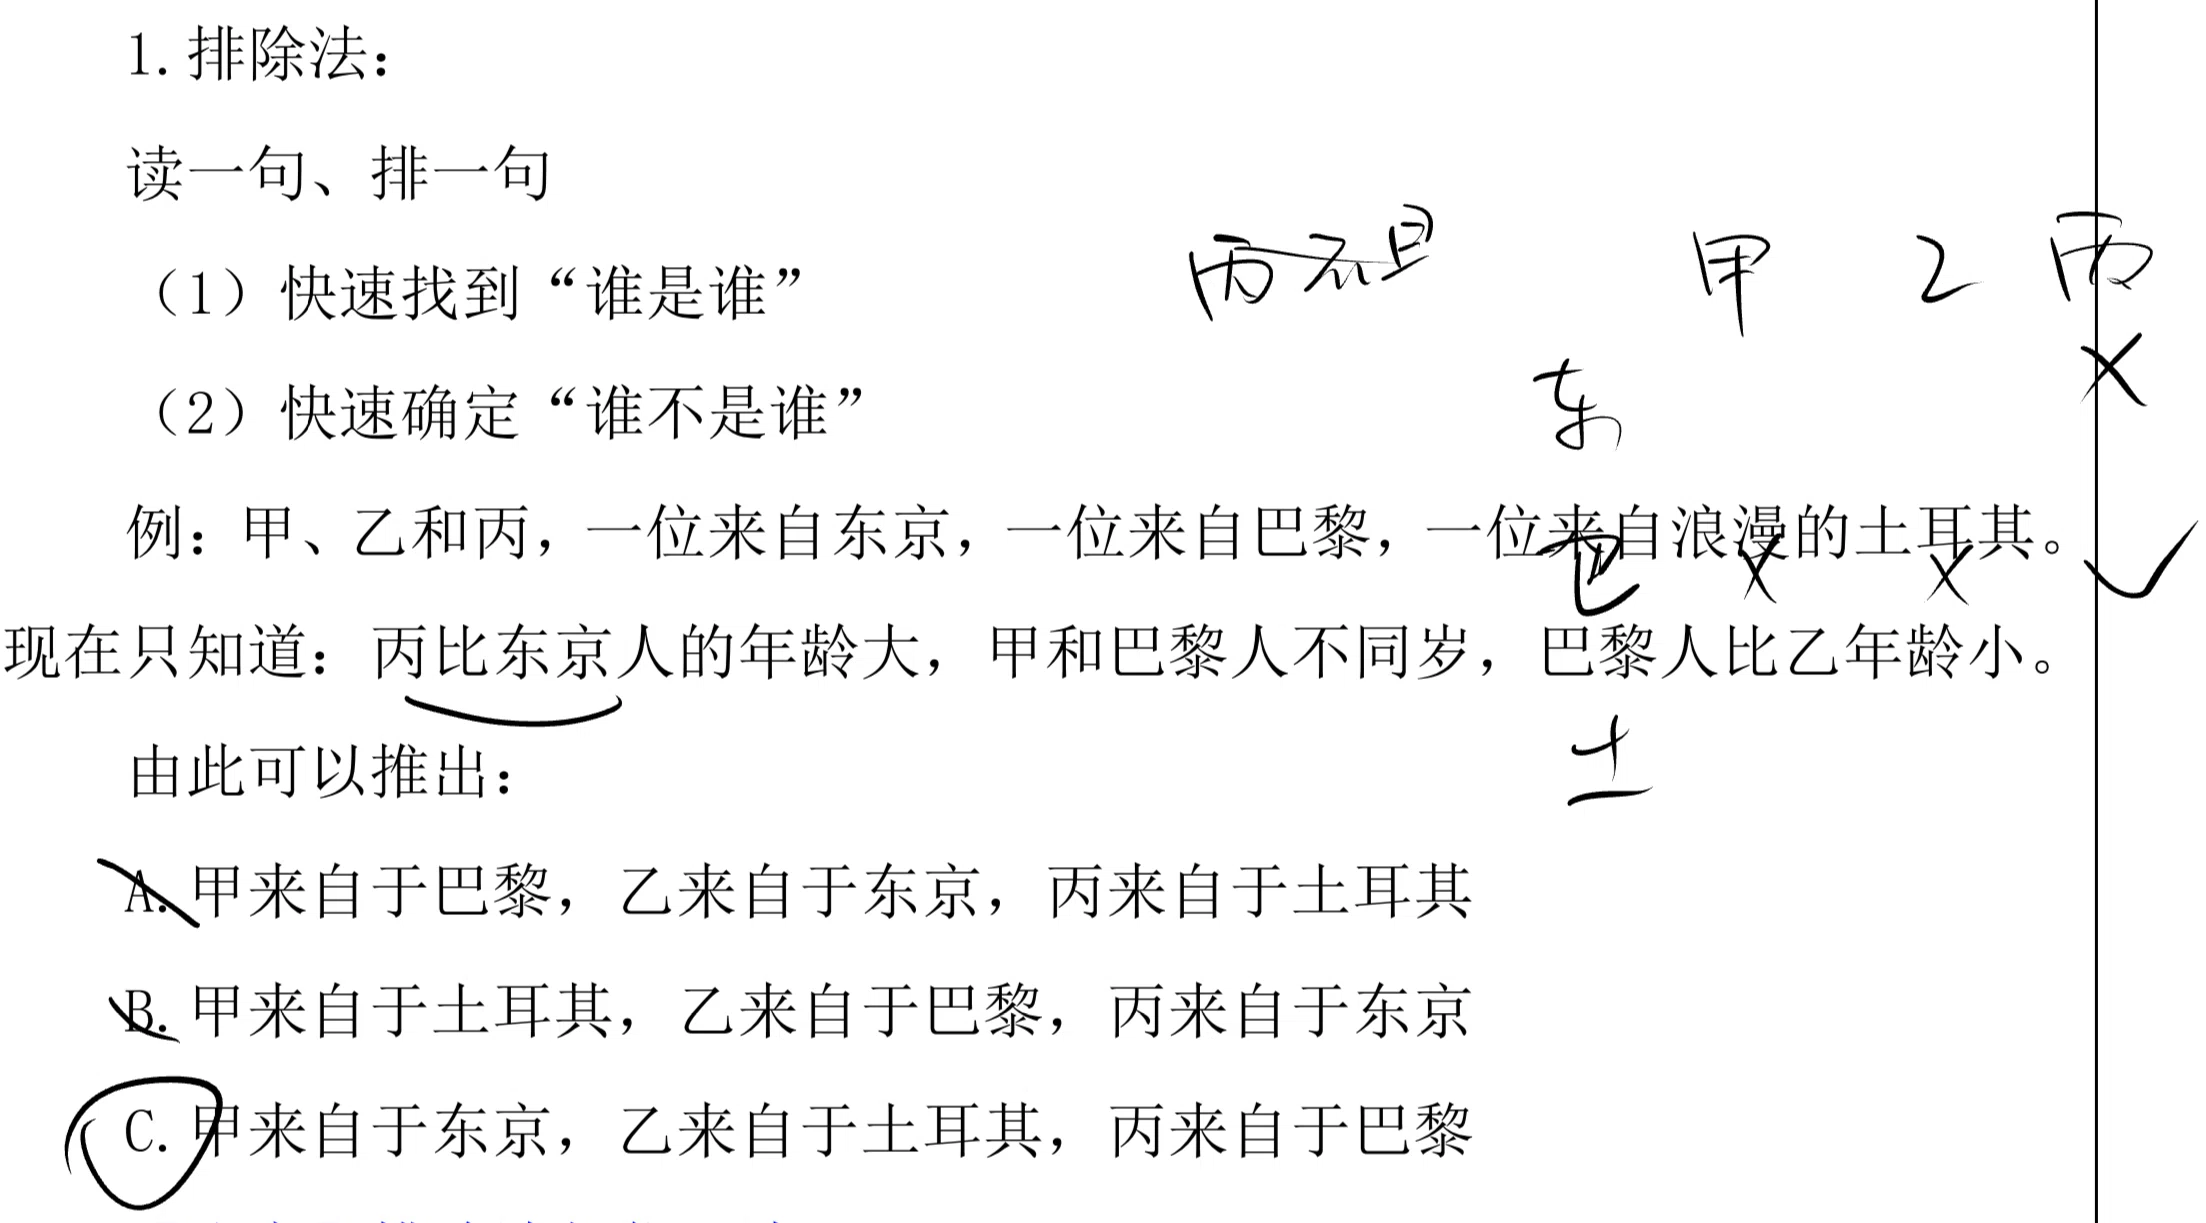 1.排除法：
读一句、排一句
（1）快速找到“谁是谁”
丙不是
甲 乙 丙
（2）快速确定“谁不是谁”
东
例：甲、乙和丙，一位来自东京，一位来自巴黎，一位来自浪漫的土耳其。
巴
现在只知道：丙比东京人的年龄大，甲和巴黎人不同岁，巴黎人比乙年龄小。
土
由此可以推出：
A.甲来自于巴黎，乙来自于东京，丙来自于土耳其
B.甲来自于土耳其，乙来自于巴黎，丙来自于东京
C.甲来自于东京，乙来自于土耳其，丙来自于巴黎